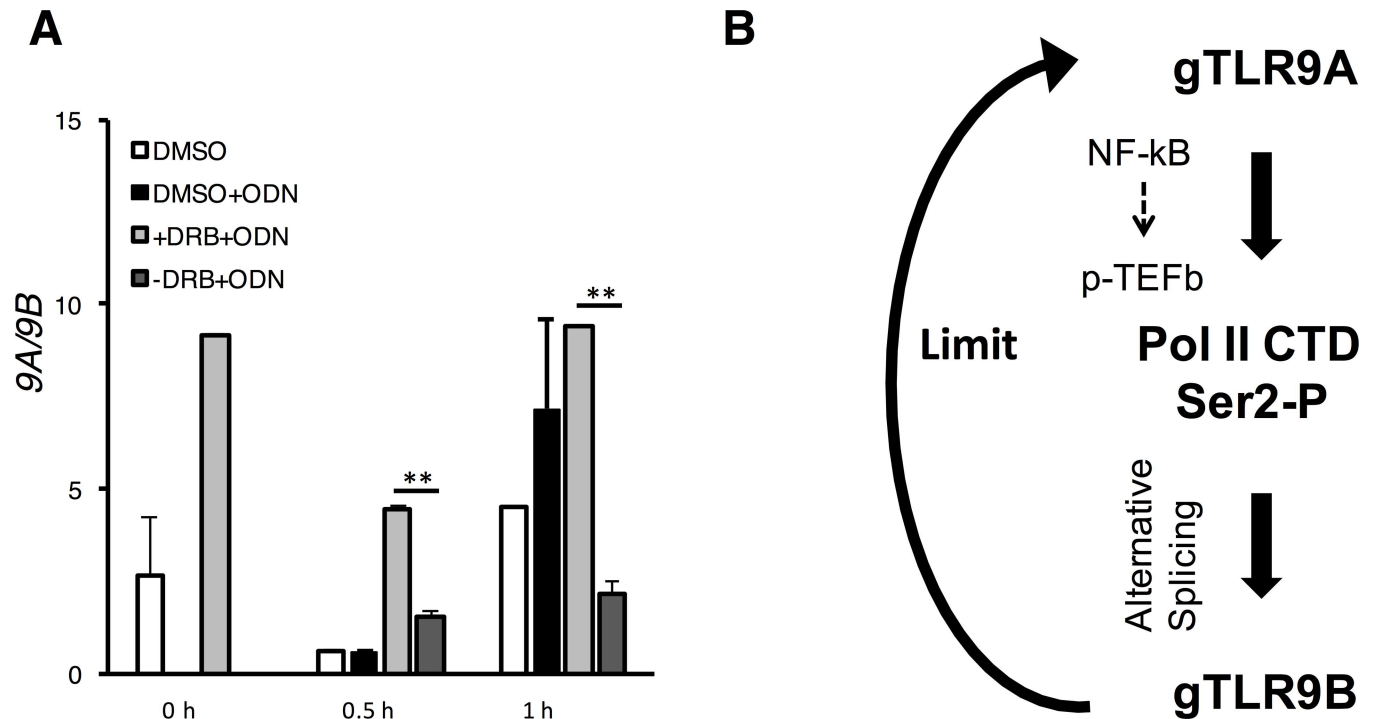 A
15
10
5
0
9A/9B
DMSO
DMSO+ODN
+DRB+ODN
-DRB+ODN
**
**
0 h
0.5 h
1 h
B
gTLR9A
NF-kB
p-TEFb
Limit
Pol II CTD
Ser2-P
Alternative
Splicing
gTLR9B